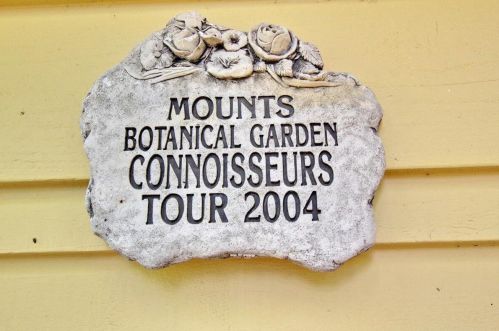 MOUNTS
BOTANICAL GARDEN
CONNOISSEURS
TOUR 2004